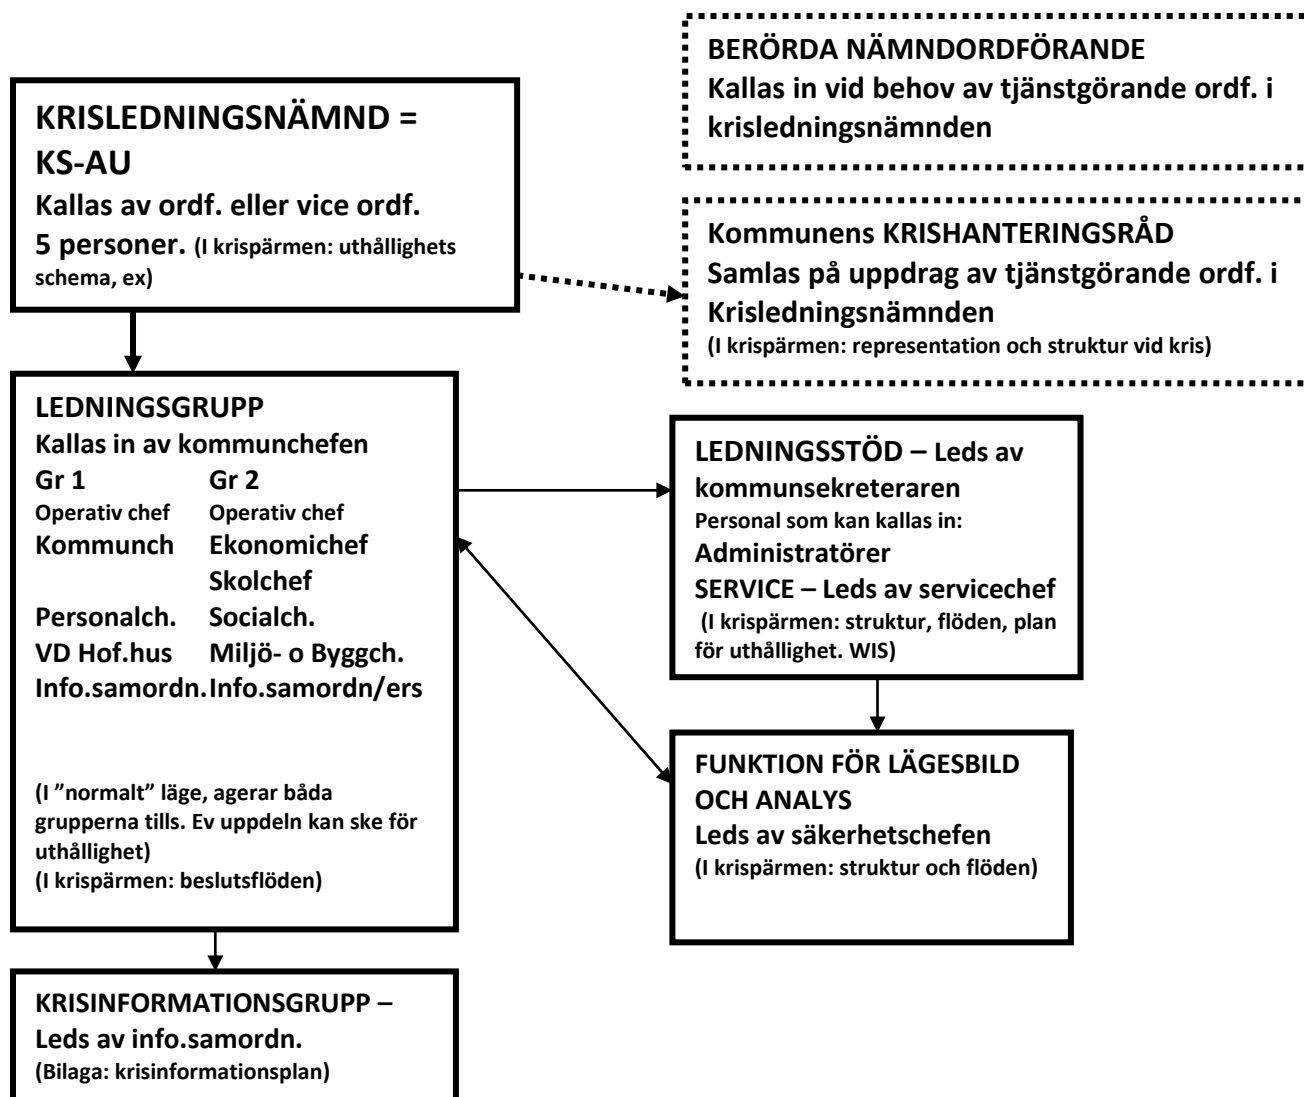 BERÖRDA NÄMNDORDFÖRANDE
Kallas in vid behov av tjänstgörande ordf. i
krisledningsnämnden
KRISLEDNINGSNÄMND =
KS-AU
Kallas av ordf. eller vice ordf.
5 personer. (I krispärmen: uthållighets
schema, ex)
Kommunens KRISHANTERINGSRÅD
Samlas på uppdrag av tjänstgörande ordf. i
Krisledningsnämnden
(I krispärmen: representation och struktur vid kris)
LEDNINGSGRUPP
Kallas in av kommunchefen
Gr 1 Gr 2
Operativ chef Operativ chef
Kommunch Ekonomichef
Skolchef
Personalch. Socialch.
VD Hof.hus Miljö- o Byggch.
Info.samordn. Info.samordn/ers
(I ”normalt” läge, agerar båda
grupperna tills. Ev uppdeln kan ske för
uthållighet)
(I krispärmen: beslutsflöden)
LEDNINGSSTÖD – Leds av
kommunsekreteraren
Personal som kan kallas in:
Administratörer
SERVICE – Leds av servicechef
(I krispärmen: struktur, flöden, plan
för uthållighet. WIS)
FUNKTION FÖR LÄGESBILD
OCH ANALYS
Leds av säkerhetschefen
(I krispärmen: struktur och flöden)
KRISINFORMATIONSGRUPP –
Leds av info.samordn.
(Bilaga: krisinformationsplan)